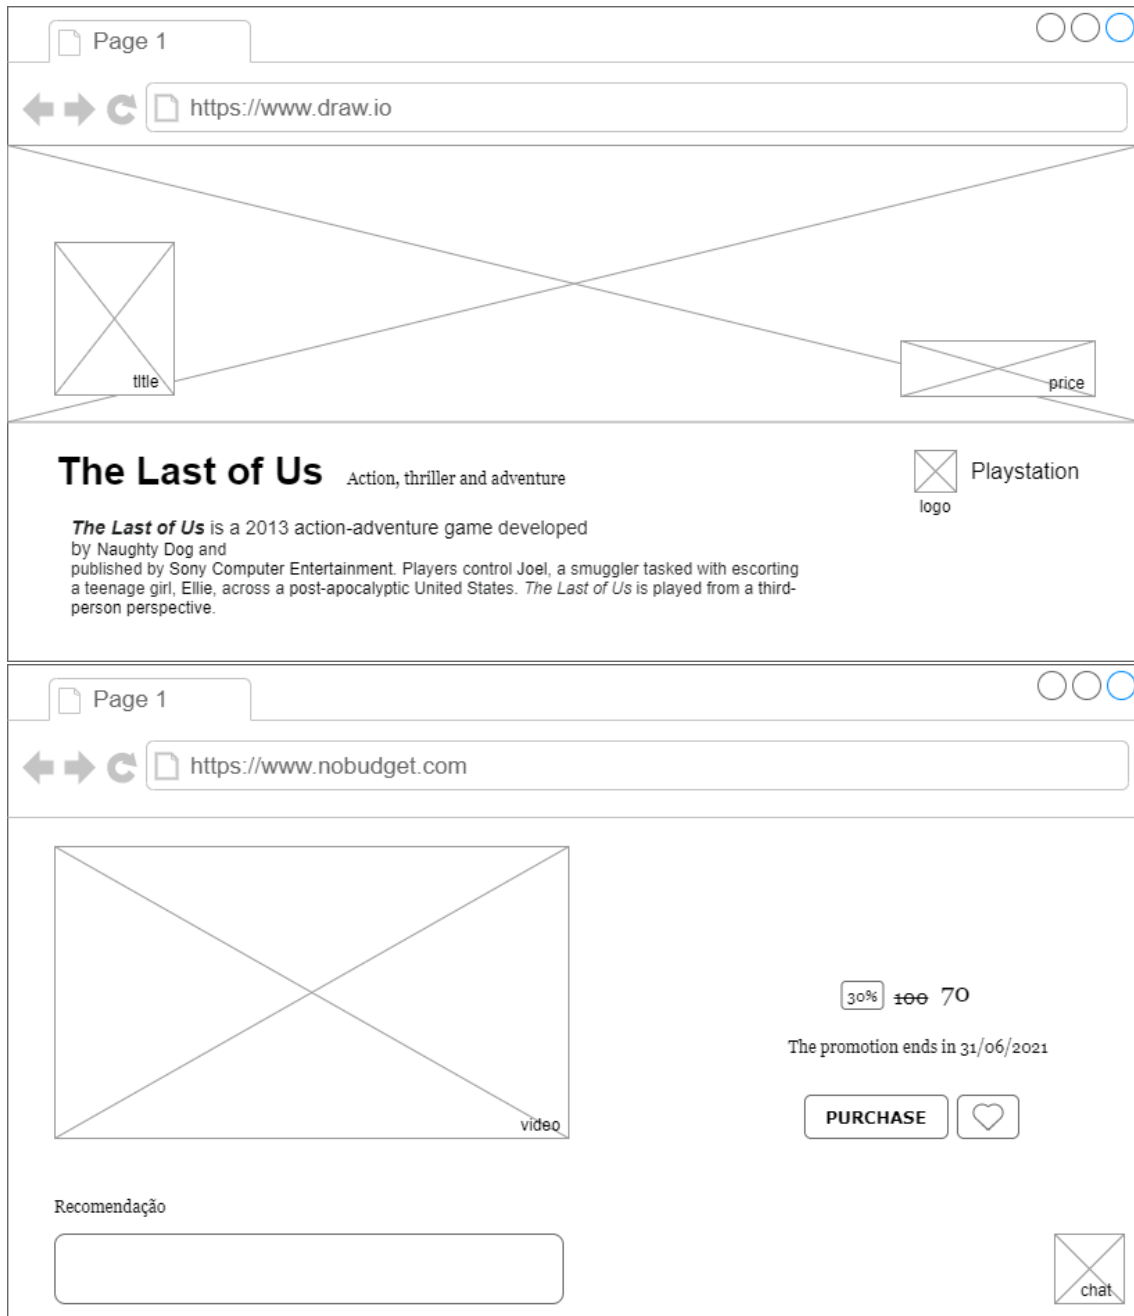 Page 1
https://www.draw.io
tItle
price
The Last of Us Action, thriller and adventure
Playstation
logo
The Last of Us is a 2013 action-adventure game developed
by Naughty Dog and
published by Sony Computer Entertainment. Players control Joel, a smuggler tasked with escorting
a teenage girl, Ellie, across a post-apocalyptic United States. The Last of Us is played from a third-
person perspective.
Page 1
https://www.nobudget.com
video
30% 100 70
The promotion ends in 31/06/2021
PURCHASE
Recomendação
chat